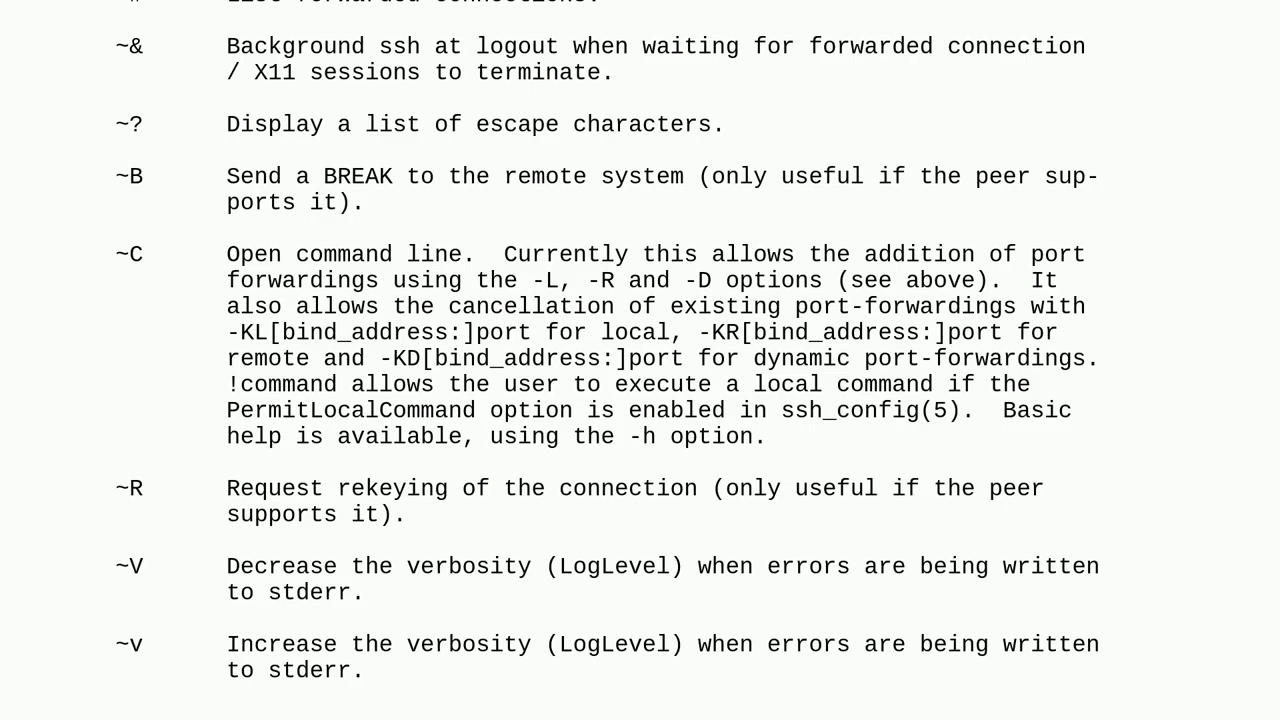 ~&      Background ssh at logout when waiting for forwarded connection
        / X11 sessions to terminate.
~?      Display a list of escape characters.
~B      Send a BREAK to the remote system (only useful if the peer sup-
        ports it).
~C      Open command line.  Currently this allows the addition of port
        forwardings using the -L, -R and -D options (see above).  It
        also allows the cancellation of existing port-forwardings with
        -KL[bind_address:]port for local, -KR[bind_address:]port for
        remote and -KD[bind_address:]port for dynamic port-forwardings.
        !command allows the user to execute a local command if the
        PermitLocalCommand option is enabled in ssh_config(5).  Basic
        help is available, using the -h option.
~R      Request rekeying of the connection (only useful if the peer
        supports it).
~V      Decrease the verbosity (LogLevel) when errors are being written
        to stderr.
~v      Increase the verbosity (LogLevel) when errors are being written
        to stderr.